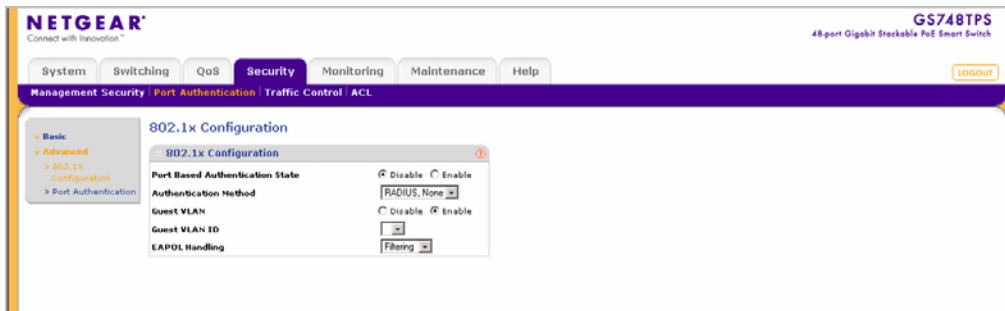 NETGEAR®
Connect with Innovation™
GS748TPS
48-port Gigabit Stackable PoE Smart Switch
System Switching QoS Security Monitoring Maintenance Help
LOGOUT
Management Security | Port Authentication | Traffic Control | ACL
Basic
Advanced
» 802.1X
Configuration
» Port Authentication
802.1x Configuration
802.1x Configuration ?
Port Based Authentication State Disable Enable
Authentication Method RADIUS, None
Guest VLAN Disable Enable
Guest VLAN ID
EAPOL Handling Filtering